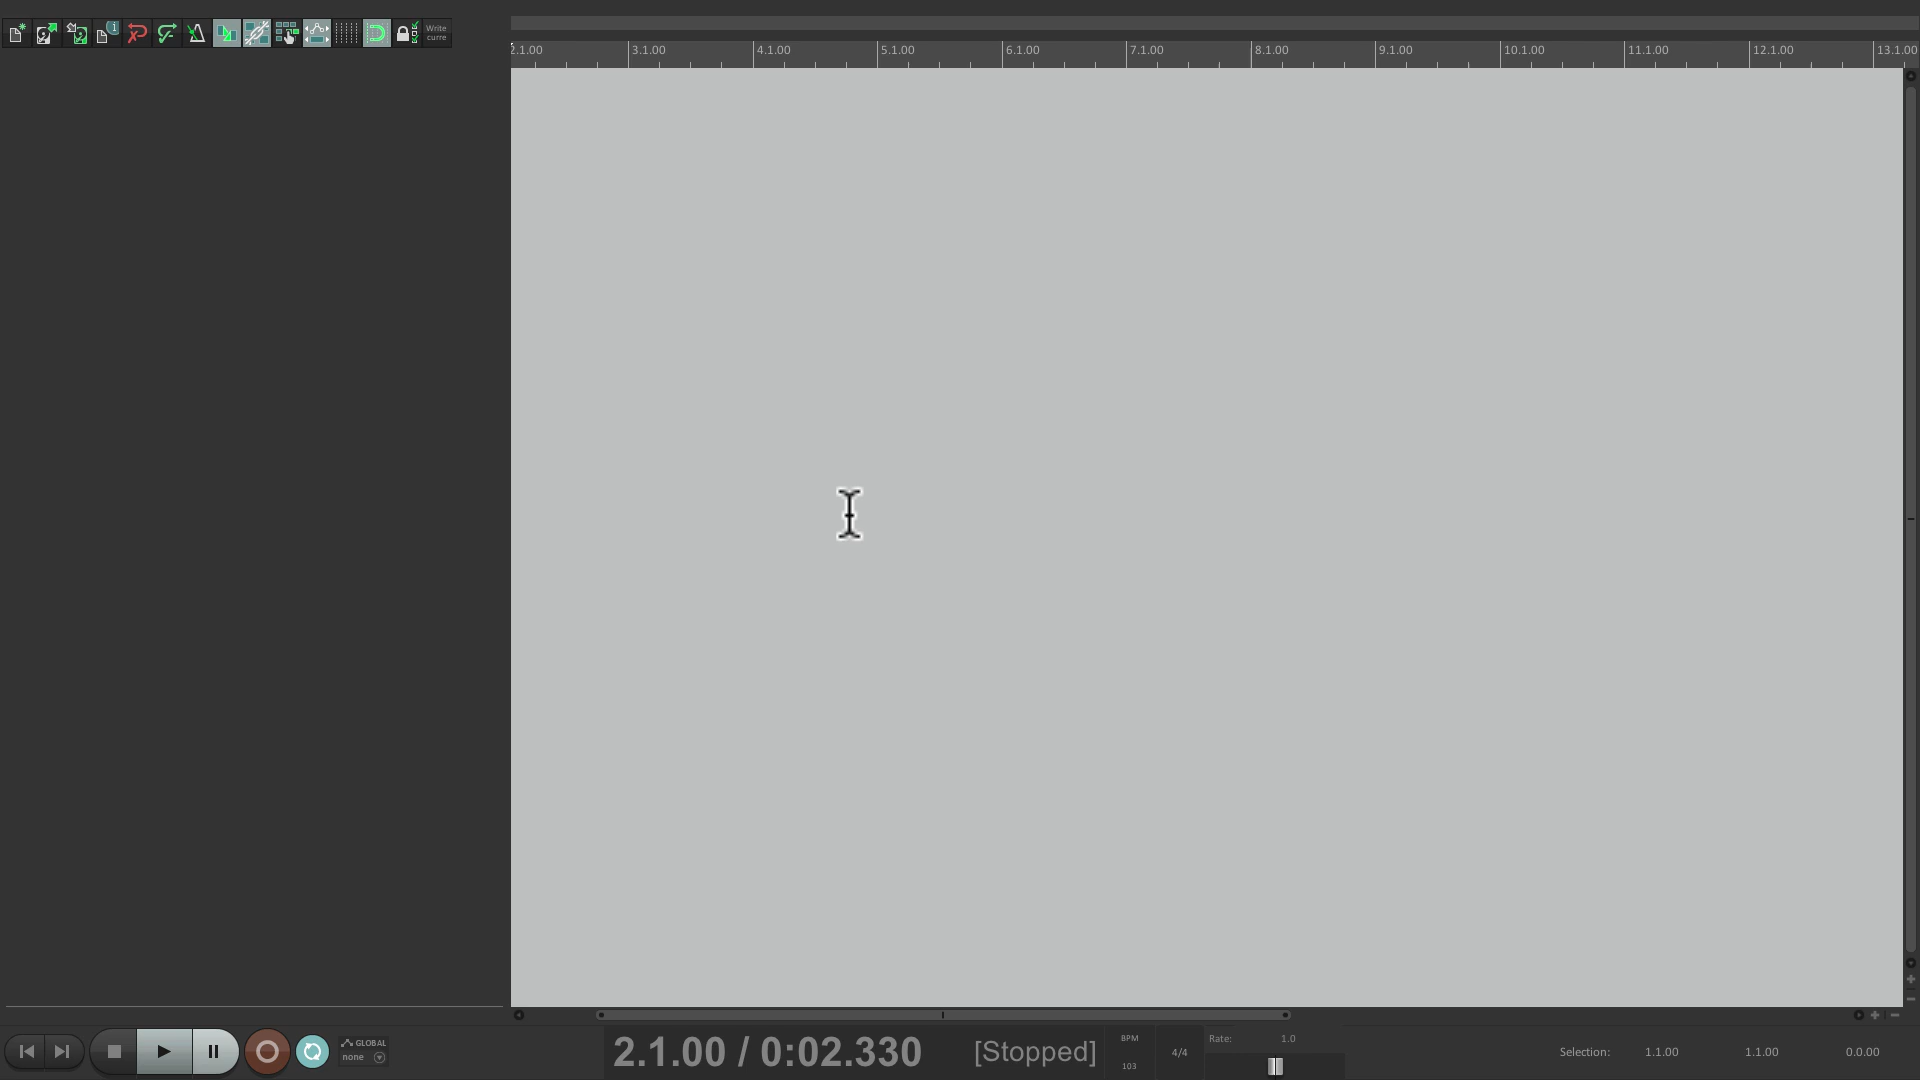 Write
curre
2.1.00 3.1.00 4.1.00 5.1.00 6.1.00 7.1.00 8.1.00 9.1.00 10.1.00 11.1.00 12.1.00 13.1.00
GLOBAL
none
2.1.00 / 0:02.330 [Stopped]
BPM
103
4/4
Rate: 1.0
Selection: 1.1.00 1.1.00 0.0.00